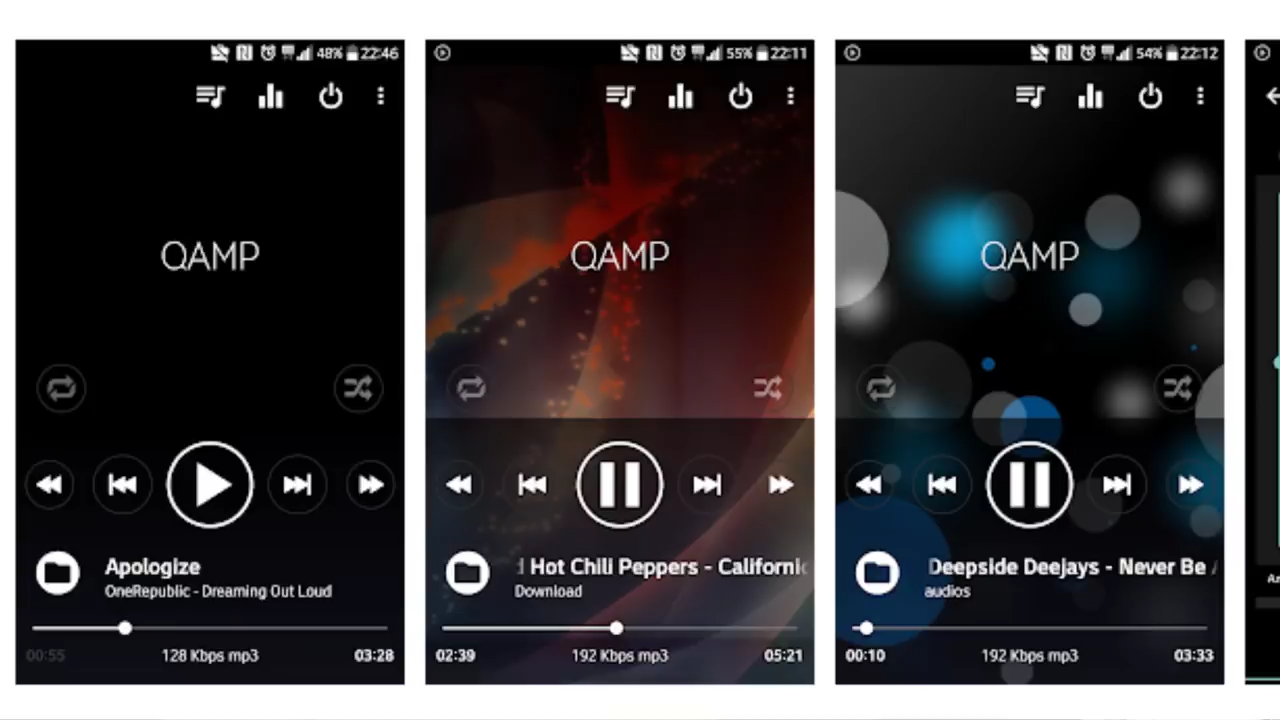 48% 22:46
QAMP
Apologize
OneRepublic - Dreaming Out Loud
00:55 128 Kbps mp3 03:28
55% 22:11
QAMP
Hot Chili Peppers - Californic
Download
02:39 192 Kbps mp3 05:21
54% 22:12
QAMP
Deepside Deejays - Never Be
audios
00:10 192 Kbps mp3 03:33